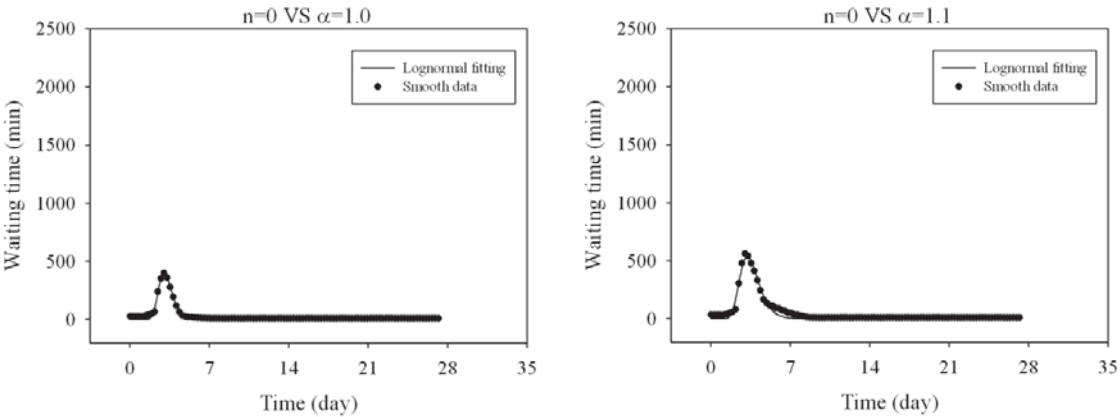 n=0 VS α=1.0
2500
2000
1500
1000
500
0
Waiting time (min)
Lognormal fitting
Smooth data
0 7 14 21 28 35
Time (day)
n=0 VS α=1.1
2500
2000
1500
1000
500
0
Waiting time (min)
Lognormal fitting
Smooth data
0 7 14 21 28 35
Time (day)